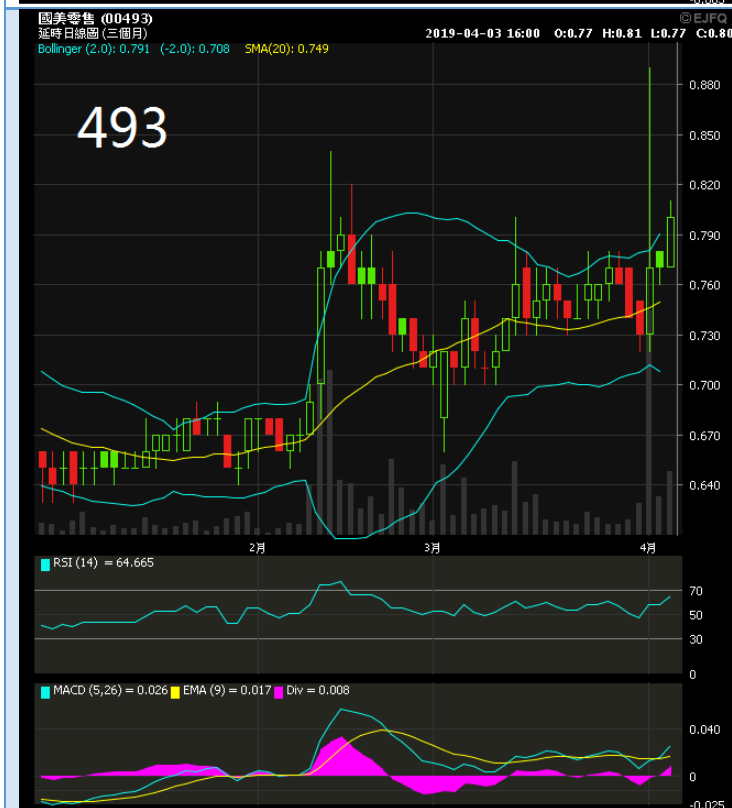 -0.005
國美零售 (00493)
©EJFQ
延時日線圖 (三個月)
2019-04-03 16:00 O:0.77 H:0.81 L:0.77 C:0.80
Bollinger (2.0): 0.791 (-2.0): 0.708 SMA(20): 0.749
493
0.880
0.850
0.820
0.790
0.760
0.730
0.700
0.670
0.640
2月 3月 4月
RSI (14) = 64.665
70
50
30
0
MACD (5,26) = 0.026 EMA (9) = 0.017 Div = 0.008
0.040
0
-0.025